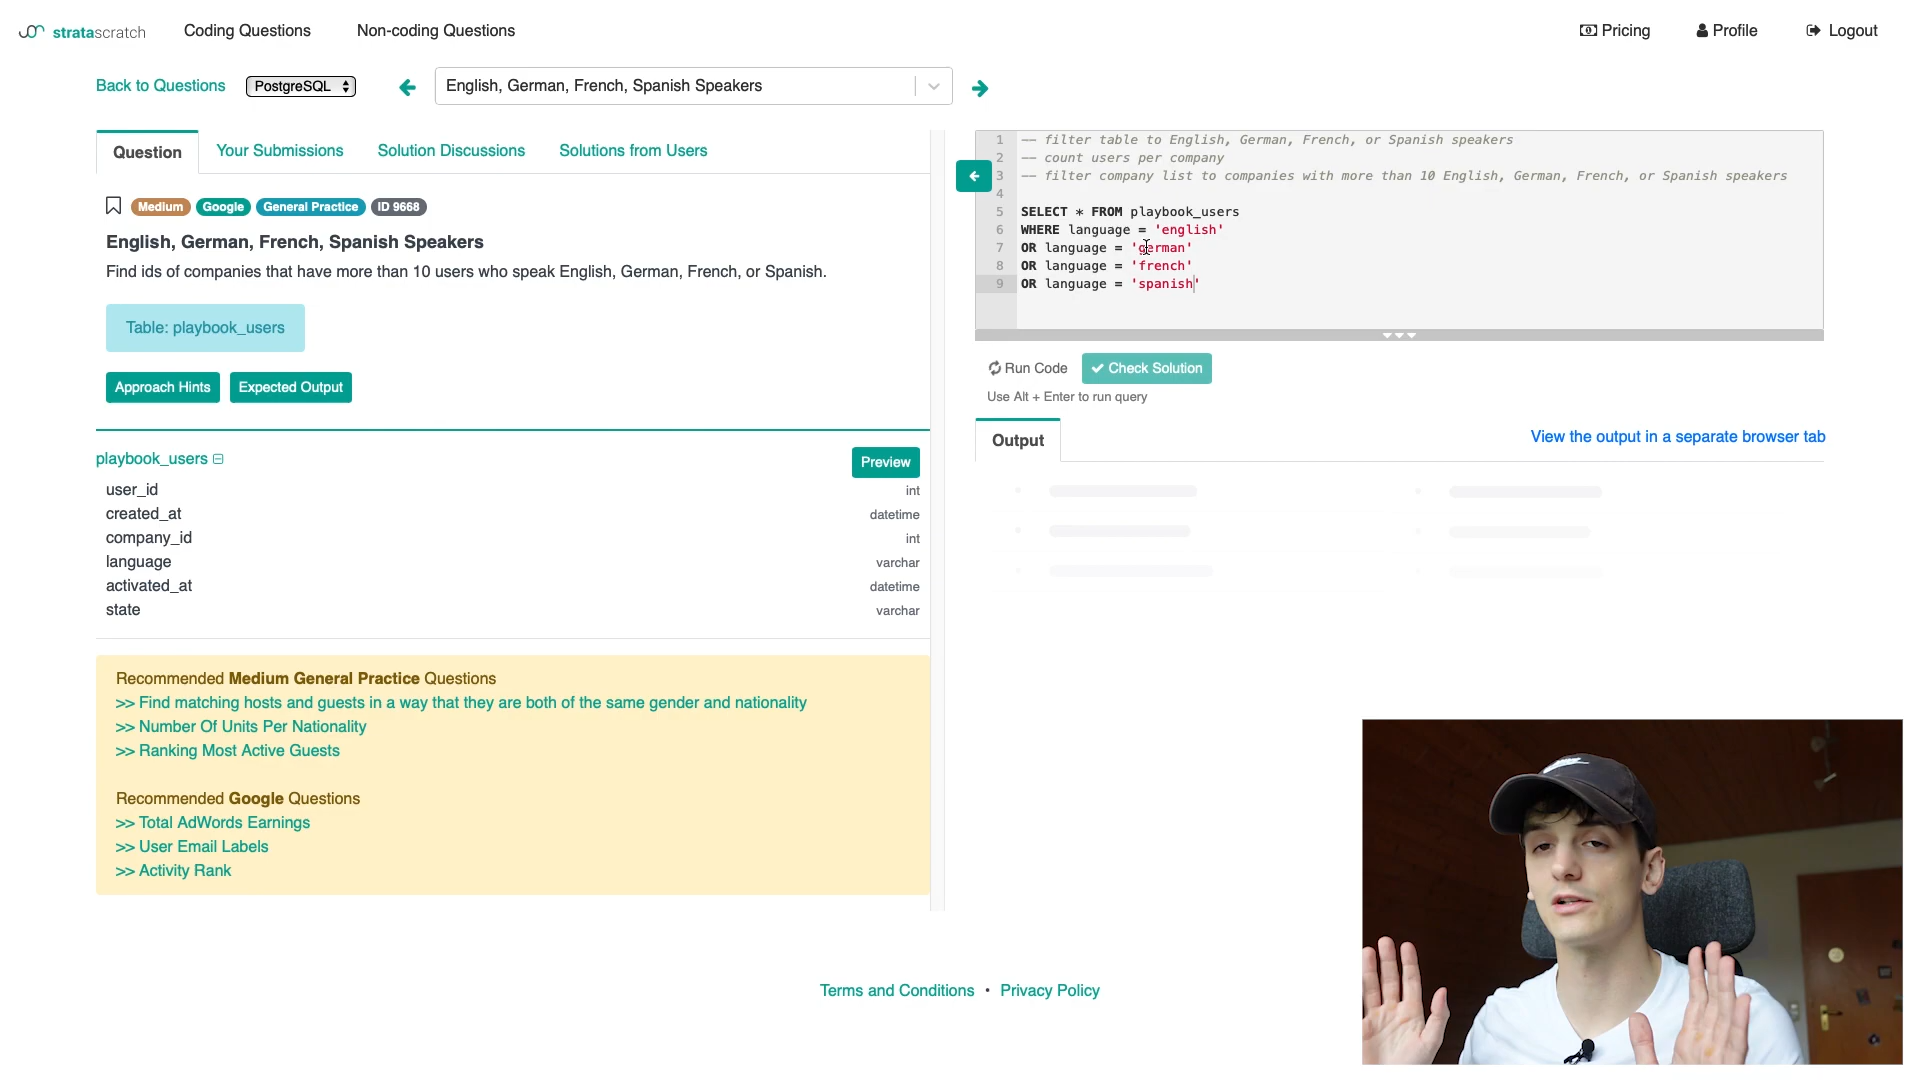 stratascratch
Coding Questions
Non-coding Questions
Pricing
Profile
Logout
Back to Questions
PostgreSQL
English, German, French, Spanish Speakers
Question
Your Submissions
Solution Discussions
Solutions from Users
Medium
Google
General Practice
ID 9668
English, German, French, Spanish Speakers
Find ids of companies that have more than 10 users who speak English, German, French, or Spanish.
Table: playbook_users
Approach Hints
Expected Output
playbook_users
Preview
user_id int
created_at datetime
company_id int
language varchar
activated_at datetime
state varchar
Recommended Medium General Practice Questions
>> Find matching hosts and guests in a way that they are both of the same gender and nationality
>> Number Of Units Per Nationality
>> Ranking Most Active Guests
Recommended Google Questions
>> Total AdWords Earnings
>> User Email Labels
>> Activity Rank
1 -- filter table to English, German, French, or Spanish speakers
2 -- count users per company
3 -- filter company list to companies with more than 10 English, German, French, or Spanish speakers
4
5 SELECT * FROM playbook_users
6 WHERE language = 'english'
7 OR language = 'german'
8 OR language = 'french'
9 OR language = 'spanish'
Run Code
Check Solution
Use Alt + Enter to run query
Output
View the output in a separate browser tab
Terms and Conditions • Privacy Policy